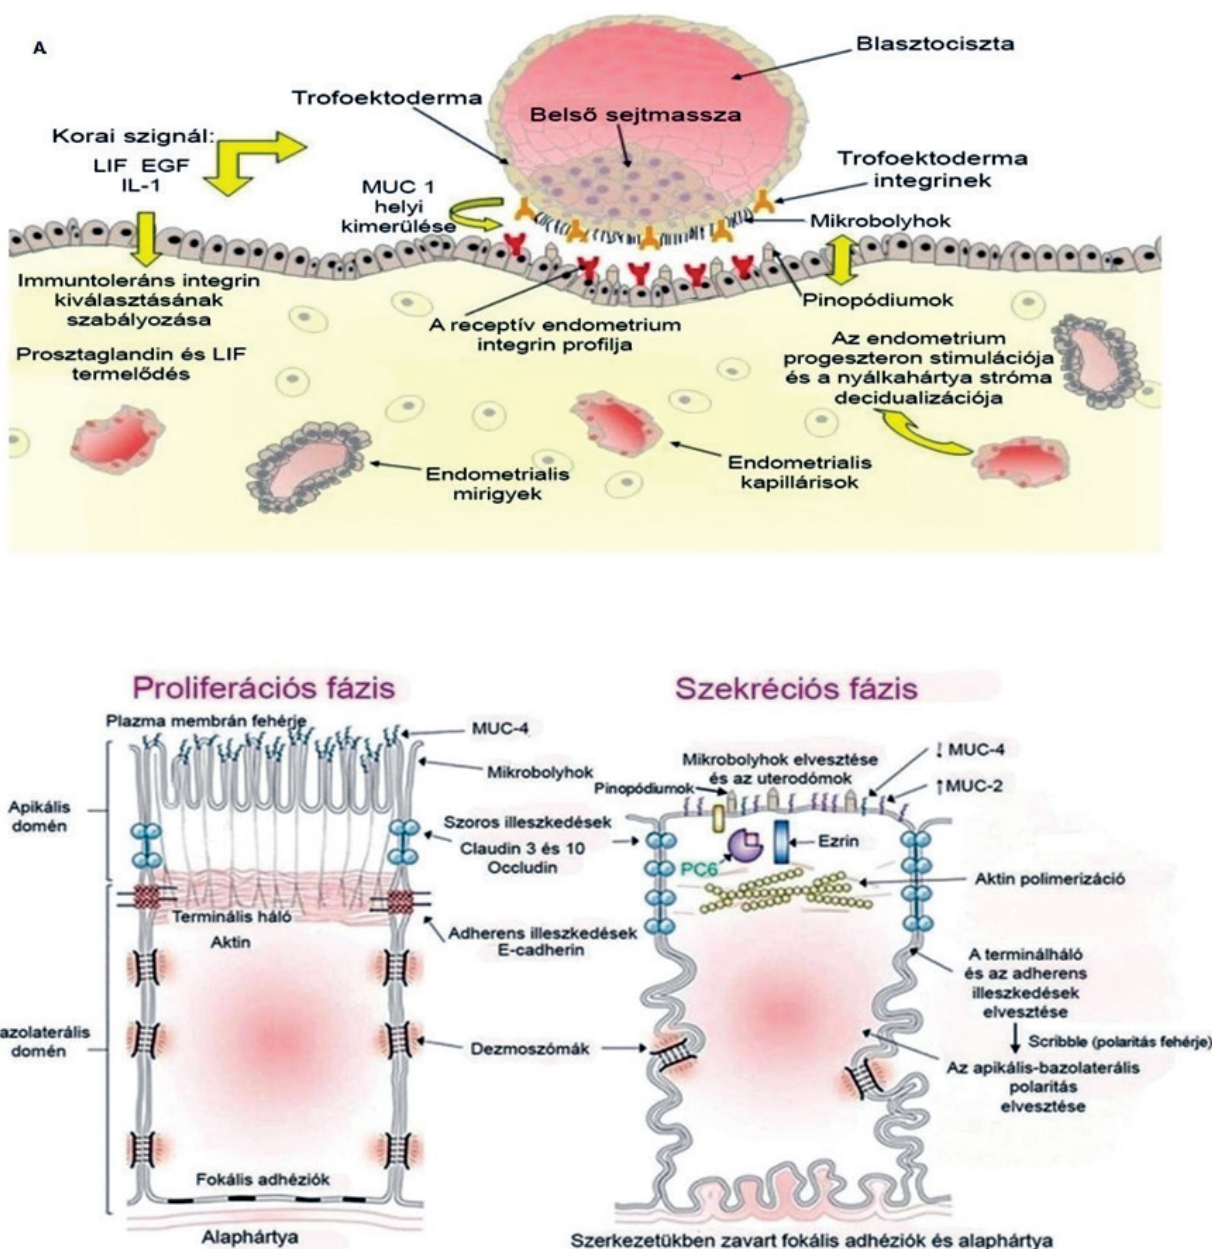 A
Blasztociszta
Trofoektoderma
Belső sejtmassza
Korai szignál:
LIF EGF
IL-1
MUC 1
helyi
kimerülése
Trofoektoderma
integrinek
Mikrobolyhok
Immuntoleráns integrin
kiválasztásának
szabályozása
Pinopódiumok
A receptív endometrium
integrin profilja
Prosztaglandin és LIF
termelődés
Az endometrium
progeszteron stimulációja
és a nyálkahártya stróma
decidualizációja
Endometrialis
mirigyek
Endometrialis
kapillárisok
Proliferációs fázis
Plazma membrán fehérje
MUC-4
Mikrobolyhok
Apikális
domén
Szoros illeszkedések
Claudin 3 és 10
Occludin
Terminális háló
Aktin
Adherens illeszkedések
E-cadherin
azolaterális
domén
Dezmoszómák
Fokális adhéziók
Alaphártya
Szekréciós fázis
Mikrobolyhok elvesztése
és az uterodómok
Pinopódiumok
↓ MUC-4
↑ MUC-2
PC6
Ezrin
Aktin polimerizáció
A terminálháló
és az adherens
illeszkedések
elvesztése
Scribble (polaritás fehérje)
Az apikális-bazolaterális
polaritás
elvesztése
Szerkezetükben zavart fokális adhéziók és alaphártya